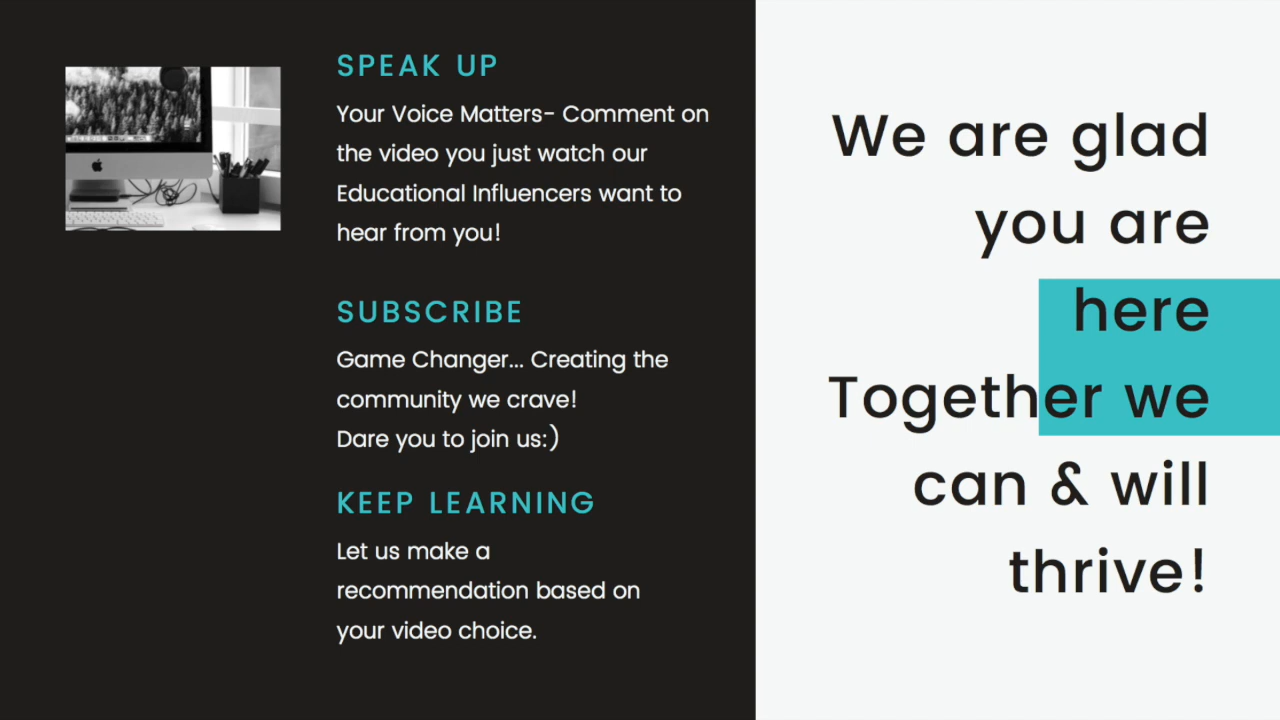 SPEAK UP
Your Voice Matters- Comment on
the video you just watch our
Educational Influencers want to
hear from you!
SUBSCRIBE
Game Changer... Creating the
community we crave!
Dare you to join us:)
KEEP LEARNING
Let us make a
recommendation based on
your video choice.
We are glad
you are
here
Together we
can & will
thrive!